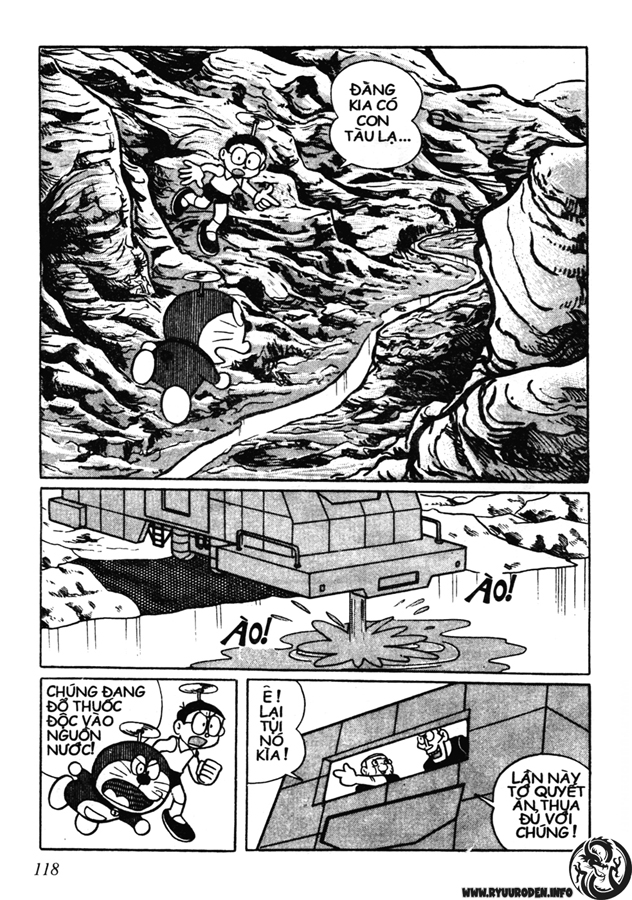 ĐẰNG
KIA CÓ
CON
TÀU LẠ...
ÀO!
ÀO!
CHÚNG ĐANG
ĐỔ THUỐC
ĐỘC VÀO
NGUỒN
NƯỚC!
Ê!
LẠI
TỤI
NÓ
KÌA!
LẦN NÀY
TỚ QUYẾT
ĂN THUA
ĐỦ VỚI
CHÚNG!
118
WWW.RYUURODEN.INFO